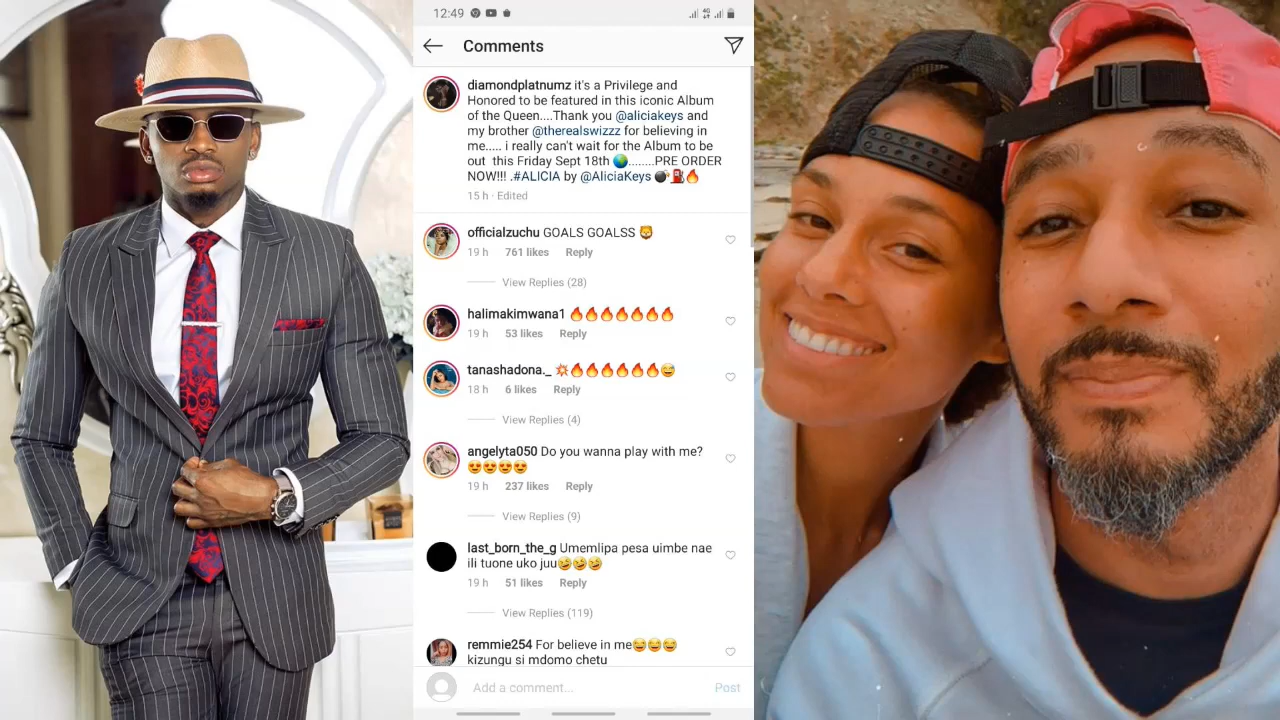 12:49
Comments
diamondplatnumz it's a Privilege and
Honored to be featured in this iconic Album
of the Queen....Thank you @aliciakeys and
my brother @therealswizzz for believing in
me..... i really can't wait for the Album to be
out this Friday Sept 18th 🌍........PRE ORDER
NOW!!! .#ALICIA by @AliciaKeys 💣⛽🔥
15 h · Edited
officialzuchu GOALS GOALSS 🦁
19 h 761 likes Reply
View Replies (28)
halimakimwana1 🔥🔥🔥🔥🔥🔥🔥
19 h 53 likes Reply
tanashadona._ 💥🔥🔥🔥🔥🔥🔥😅
18 h 6 likes Reply
View Replies (4)
angelyta050 Do you wanna play with me?
😍😍😍😍
19 h 237 likes Reply
View Replies (9)
last_born_the_g Umemlipa pesa uimbe nae
ili tuone uko juu🤣🤣🤣
19 h 51 likes Reply
View Replies (119)
remmie254 For believe in me😂😂😂
kizungu si mdomo chetu
Add a comment... Post